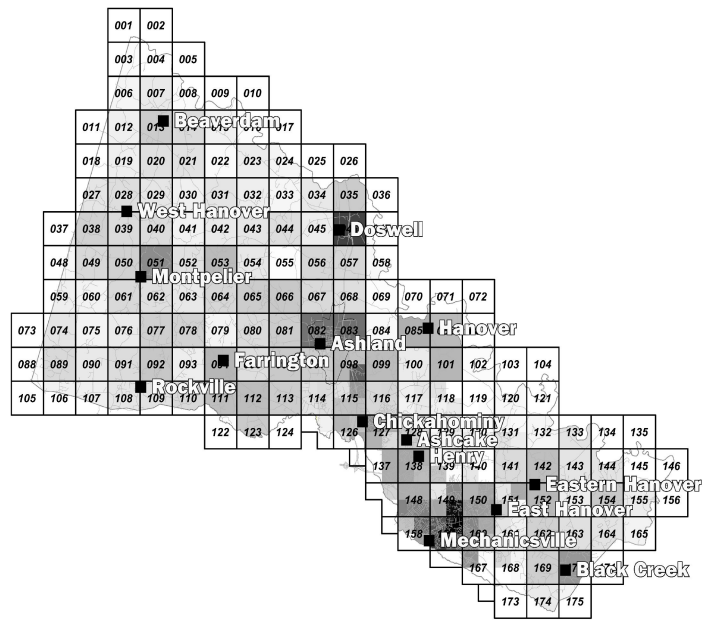 001 002
003 004 005
006 007 008 009 010
Beaverdam
011 012 013 017
018 019 020 021 022 023 024 025 026
027 028 029 030 031 032 033 034 035 036
West Hanover
037 038 039 040 041 042 043 044 045 Doswell
048 049 050 051 052 053 054 055 056 057 058
Montpelier
059 060 061 062 063 064 065 066 067 068 069 070 071 072
073 074 075 076 077 078 079 080 081 082 083 084 085 Hanover
Ashland
088 089 090 091 092 093 Farrington 098 099 100 101 102 103 104
Rockville
105 106 107 108 109 110 111 112 113 114 115 116 117 118 119 120 121
Chickahominy
122 123 124 126 127 131 132 133 134 135
Ashcake
Henry
137 138 139 140 141 142 143 144 145 146
Eastern Hanover
148 149 150 151 152 153 154 155 156
East Hanover
158 162 163 164 165
Mechanicsville
167 168 169 Black Creek
173 174 175